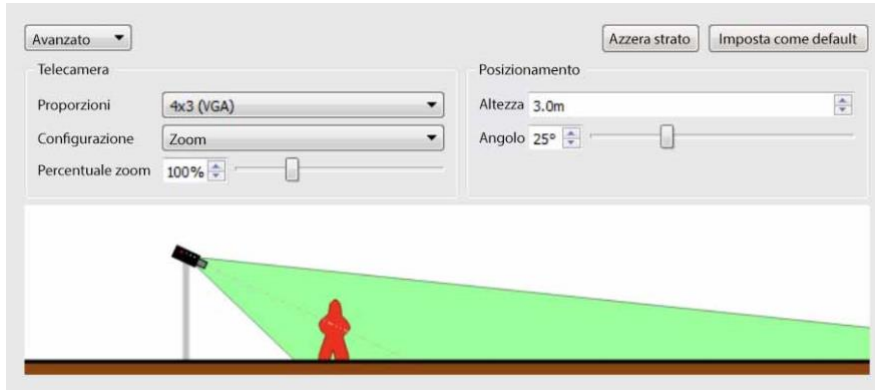 Avanzato
Azzera strato
Imposta come default
Telecamera
Proporzioni
4x3 (VGA)
Configurazione
Zoom
Percentuale zoom
100%
Posizionamento
Altezza
3.0m
Angolo
25°